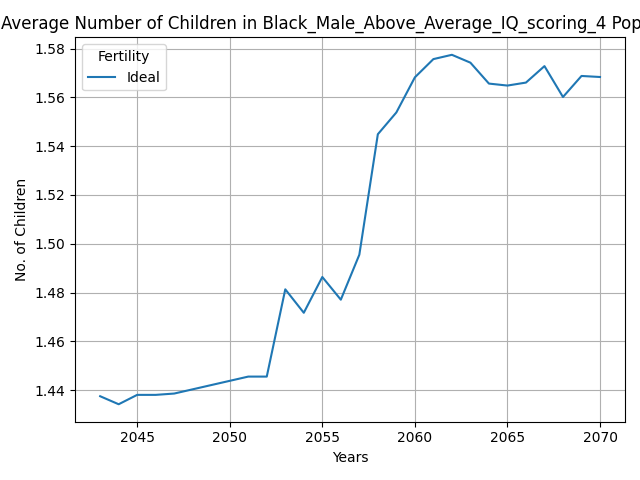 Average Number of Children in Black_Male_Above_Average_IQ_scoring_4 Pop
Fertility
Ideal
No. of Children
1.58
1.56
1.54
1.52
1.50
1.48
1.46
1.44
2045 2050 2055 2060 2065 2070
Years